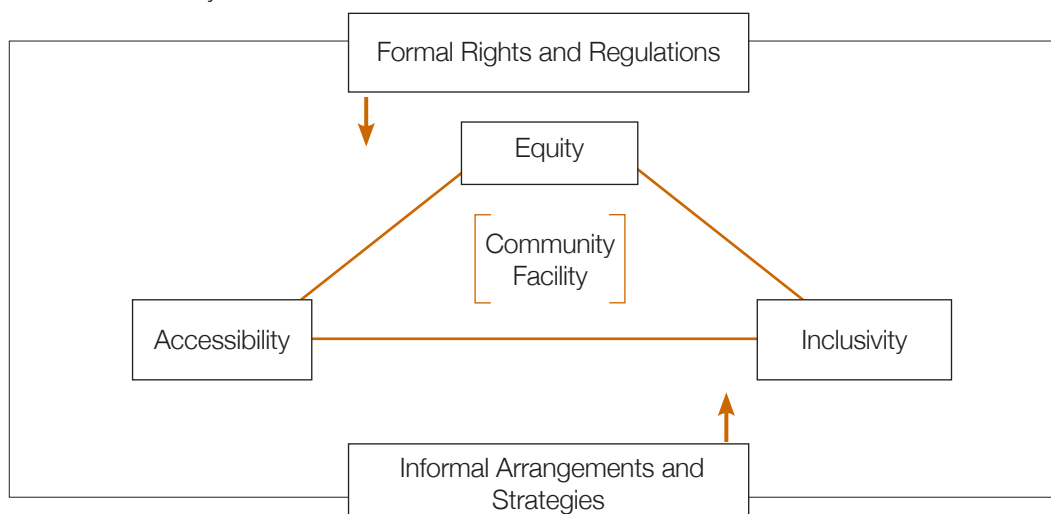 Formal Rights and Regulations
Equity
Community
Facility
Accessibility
Inclusivity
Informal Arrangements and
Strategies